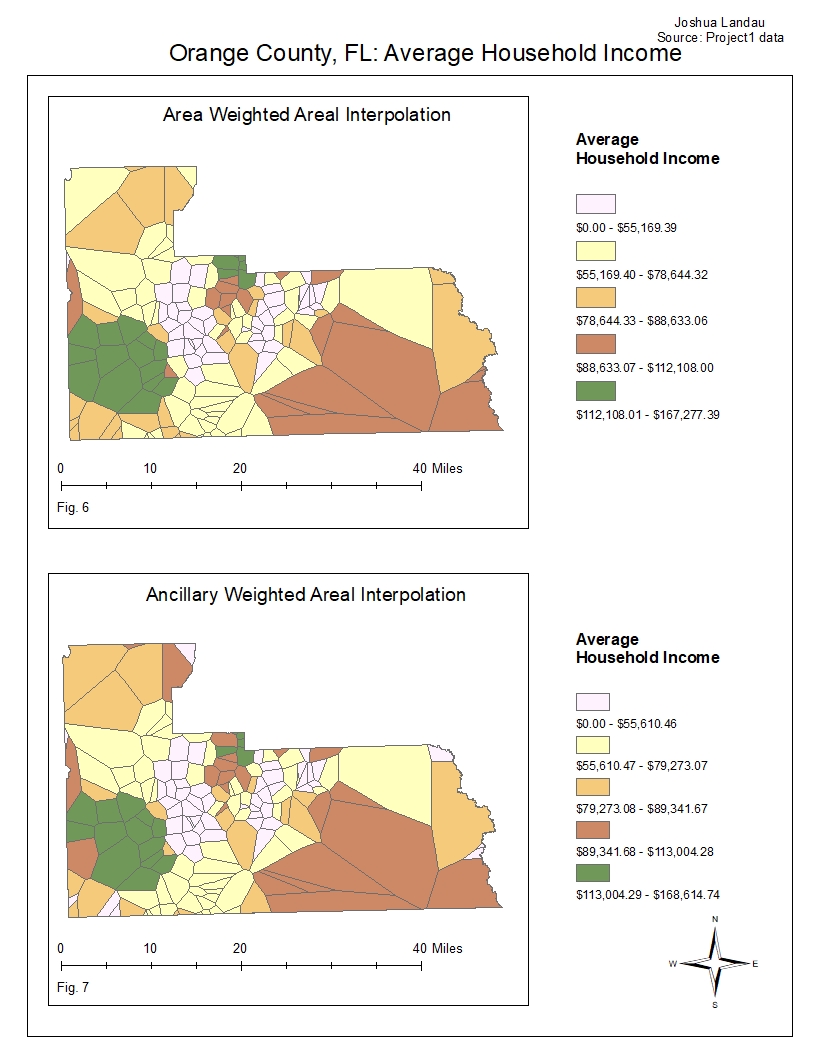 Joshua Landau
Source: Project1 data
Orange County, FL: Average Household Income
Area Weighted Areal Interpolation
0 10 20 40 Miles
Fig. 6
Average
Household Income
$0.00 - $55,169.39
$55,169.40 - $78,644.32
$78,644.33 - $88,633.06
$88,633.07 - $112,108.00
$112,108.01 - $167,277.39
Ancillary Weighted Areal Interpolation
0 10 20 40 Miles
Fig. 7
Average
Household Income
$0.00 - $55,610.46
$55,610.47 - $79,273.07
$79,273.08 - $89,341.67
$89,341.68 - $113,004.28
$113,004.29 - $168,614.74
N
W E
S